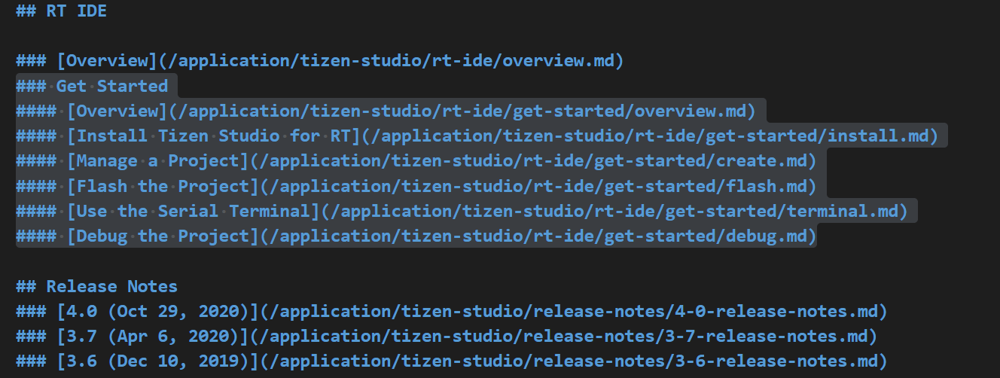 ## RT IDE
### [Overview](/application/tizen-studio/rt-ide/overview.md)
### Get Started
#### [Overview](/application/tizen-studio/rt-ide/get-started/overview.md)
#### [Install Tizen Studio for RT](/application/tizen-studio/rt-ide/get-started/install.md)
#### [Manage a Project](/application/tizen-studio/rt-ide/get-started/create.md)
#### [Flash the Project](/application/tizen-studio/rt-ide/get-started/flash.md)
#### [Use the Serial Terminal](/application/tizen-studio/rt-ide/get-started/terminal.md)
#### [Debug the Project](/application/tizen-studio/rt-ide/get-started/debug.md)
## Release Notes
### [4.0 (Oct 29, 2020)](/application/tizen-studio/release-notes/4-0-release-notes.md)
### [3.7 (Apr 6, 2020)](/application/tizen-studio/release-notes/3-7-release-notes.md)
### [3.6 (Dec 10, 2019)](/application/tizen-studio/release-notes/3-6-release-notes.md)